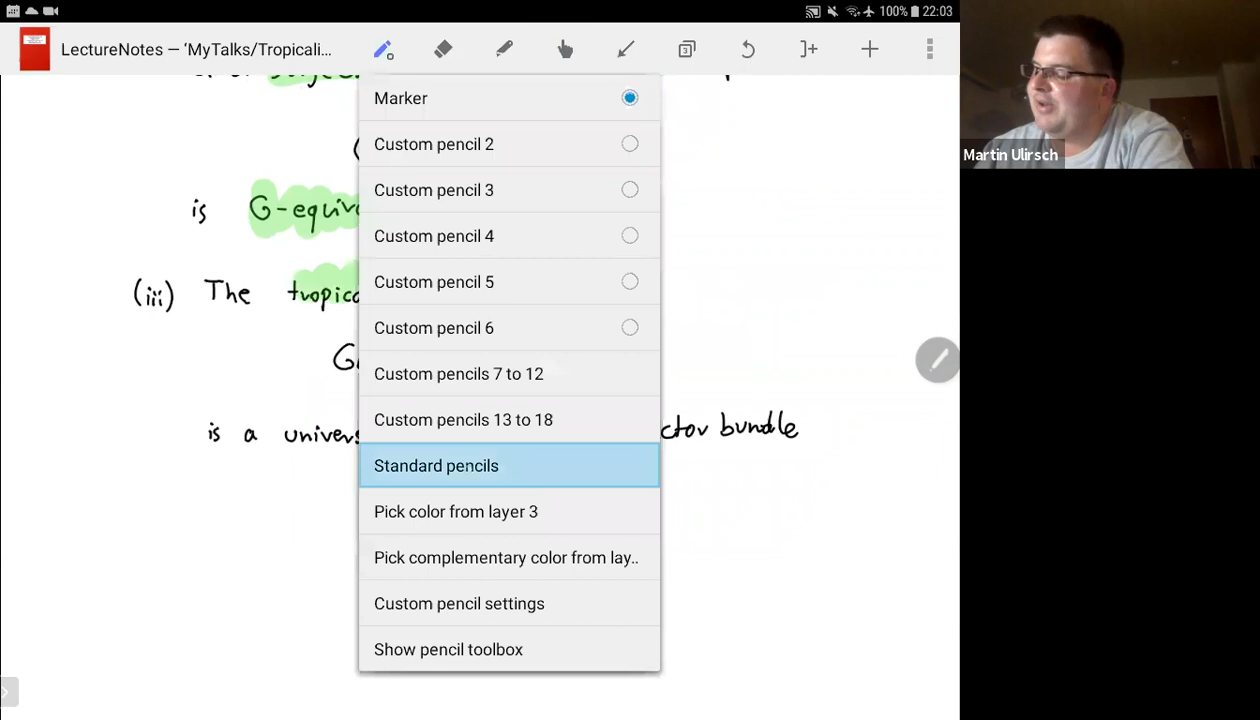 100% 22:03
LectureNotes — ‘MyTalks/Tropicali...
3
Martin Ulirsch
Marker
Custom pencil 2
is G-equiv
Custom pencil 3
Custom pencil 4
(iii) The tropic
Custom pencil 5
Custom pencil 6
Custom pencils 7 to 12
Custom pencils 13 to 18
is a univers ctor bundle
Standard pencils
Pick color from layer 3
Pick complementary color from lay..
Custom pencil settings
Show pencil toolbox